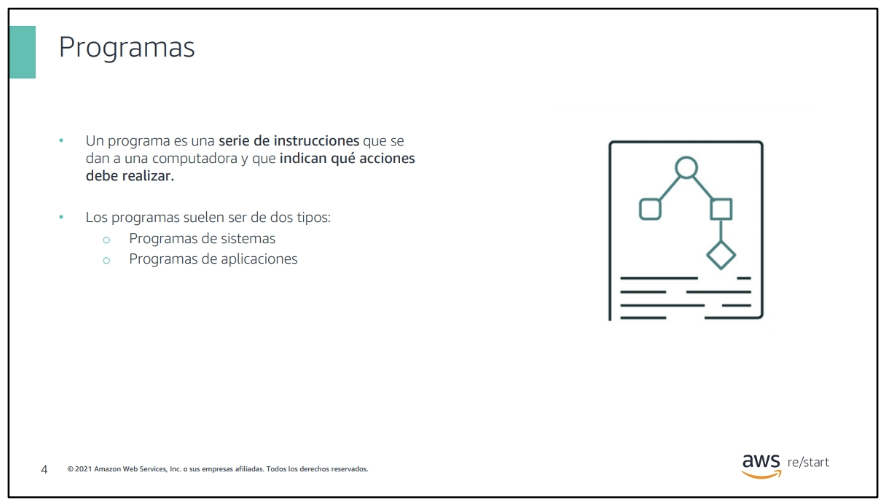 Programas
• Un programa es una serie de instrucciones que se
dan a una computadora y que indican qué acciones
debe realizar.
• Los programas suelen ser de dos tipos:
o Programas de sistemas
o Programas de aplicaciones
4
© 2021 Amazon Web Services, Inc. o sus empresas afiliadas. Todos los derechos reservados.
aws re/start